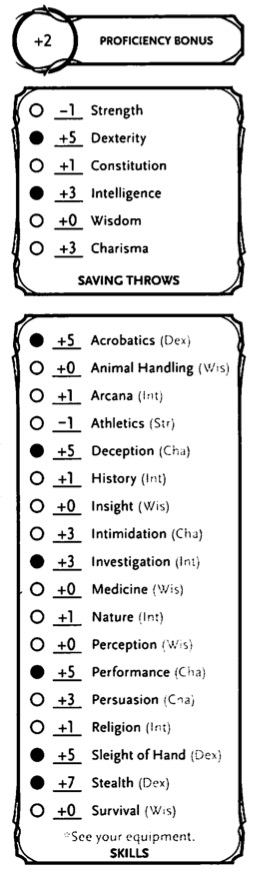 +2 PROFICIENCY BONUS
−1 Strength
+5 Dexterity
+1 Constitution
+3 Intelligence
+0 Wisdom
+3 Charisma
SAVING THROWS
+5 Acrobatics (Dex)
+0 Animal Handling (Wis)
+1 Arcana (Int)
−1 Athletics (Str)
+5 Deception (Cha)
+1 History (Int)
+0 Insight (Wis)
+3 Intimidation (Cha)
+3 Investigation (Int)
+0 Medicine (Wis)
+1 Nature (Int)
+0 Perception (Wis)
+5 Performance (Cha)
+3 Persuasion (Cha)
+1 Religion (Int)
+5 Sleight of Hand (Dex)
+7 Stealth (Dex)
+0 Survival (Wis)
*See your equipment.
SKILLS